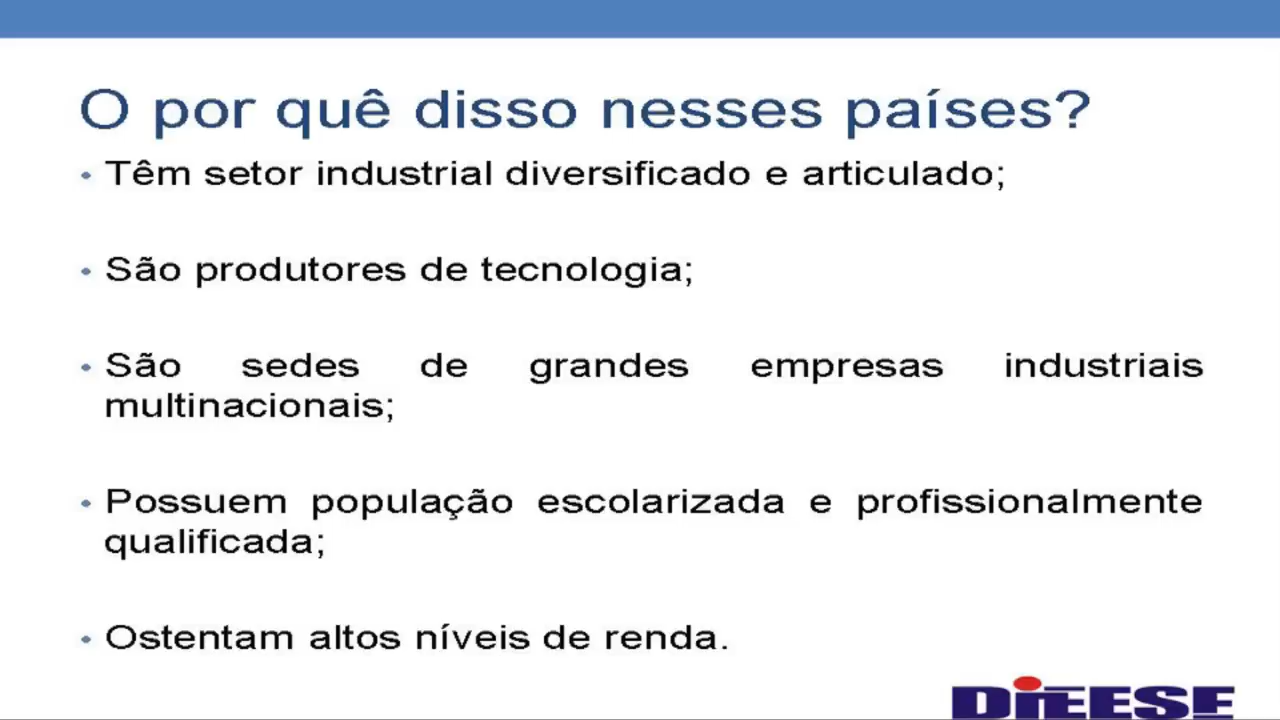 O por quê disso nesses países?
• Têm setor industrial diversificado e articulado;
• São produtores de tecnologia;
• São sedes de grandes empresas industriais
multinacionais;
• Possuem população escolarizada e profissionalmente
qualificada;
• Ostentam altos níveis de renda.
DIEESE